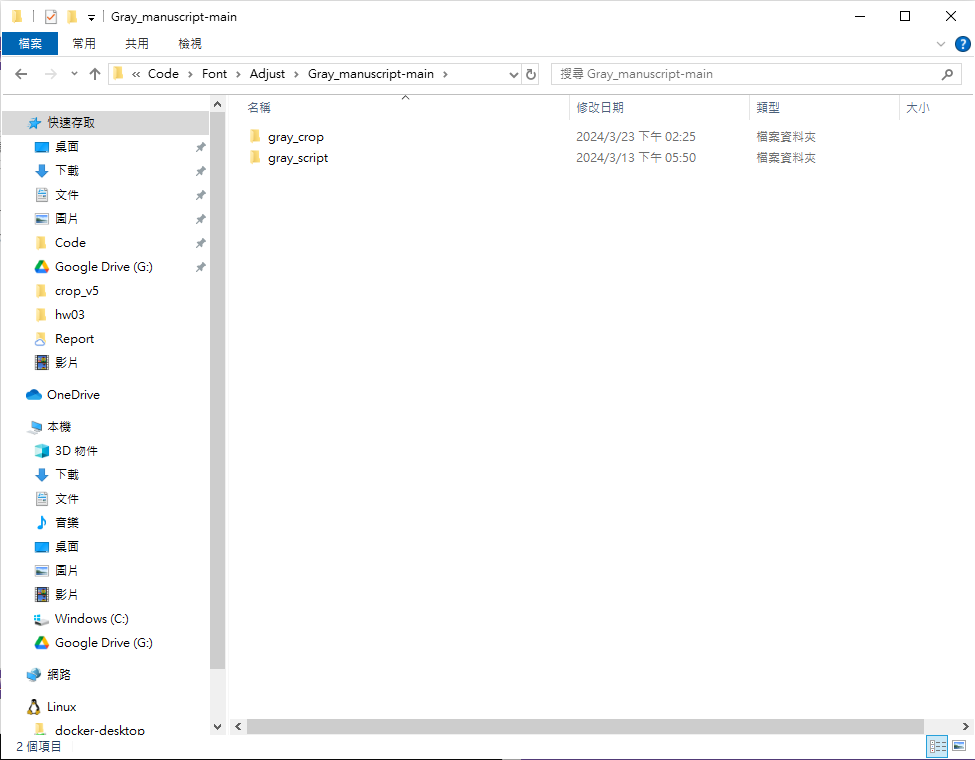 Gray_manuscript-main
檔案 常用 共用 檢視
« Code › Font › Adjust › Gray_manuscript-main ›
搜尋 Gray_manuscript-main
名稱 修改日期 類型 大小
gray_crop 2024/3/23 下午 02:25 檔案資料夾
gray_script 2024/3/13 下午 05:50 檔案資料夾
快速存取
桌面
下載
文件
圖片
Code
Google Drive (G:)
crop_v5
hw03
Report
影片
OneDrive
本機
3D 物件
下載
文件
音樂
桌面
圖片
影片
Windows (C:)
Google Drive (G:)
網路
Linux
docker-desktop
2 個項目